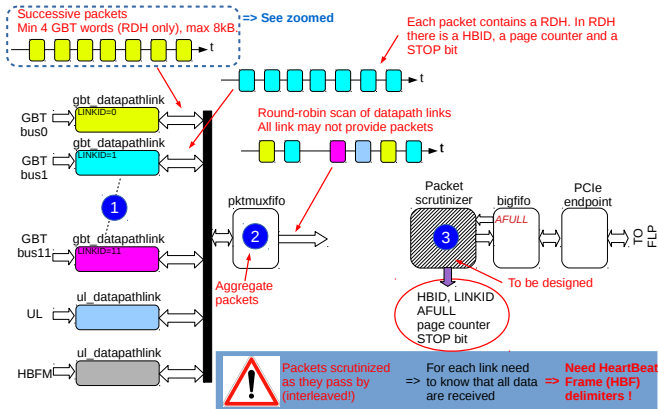 Successive packets
Min 4 GBT words (RDH only), max 8kB.
=> See zoomed
t
Each packet contains a RDH. In RDH
there is a HBID, a page counter and a
STOP bit
t
gbt_datapathlink
LINKID=0
GBT
bus0
Round-robin scan of datapath links
All link may not provide packets
gbt_datapathlink
LINKID=1
GBT
bus1
t
1
pktmuxfifo
2
Aggregate
packets
Packet
scrutinizer
3
bigfifo
AFULL
PCIe
endpoint
TO
FLP
gbt_datapathlink
LINKID=11
GBT
bus11
To be designed
HBID, LINKID
AFULL
page counter
STOP bit
ul_datapathlink
UL
ul_datapathlink
HBFM
!
Packets scrutinized
as they pass by
(interleaved!)
=>
For each link need
to know that all data
are received
=>
Need HeartBeat
Frame (HBF)
delimiters !